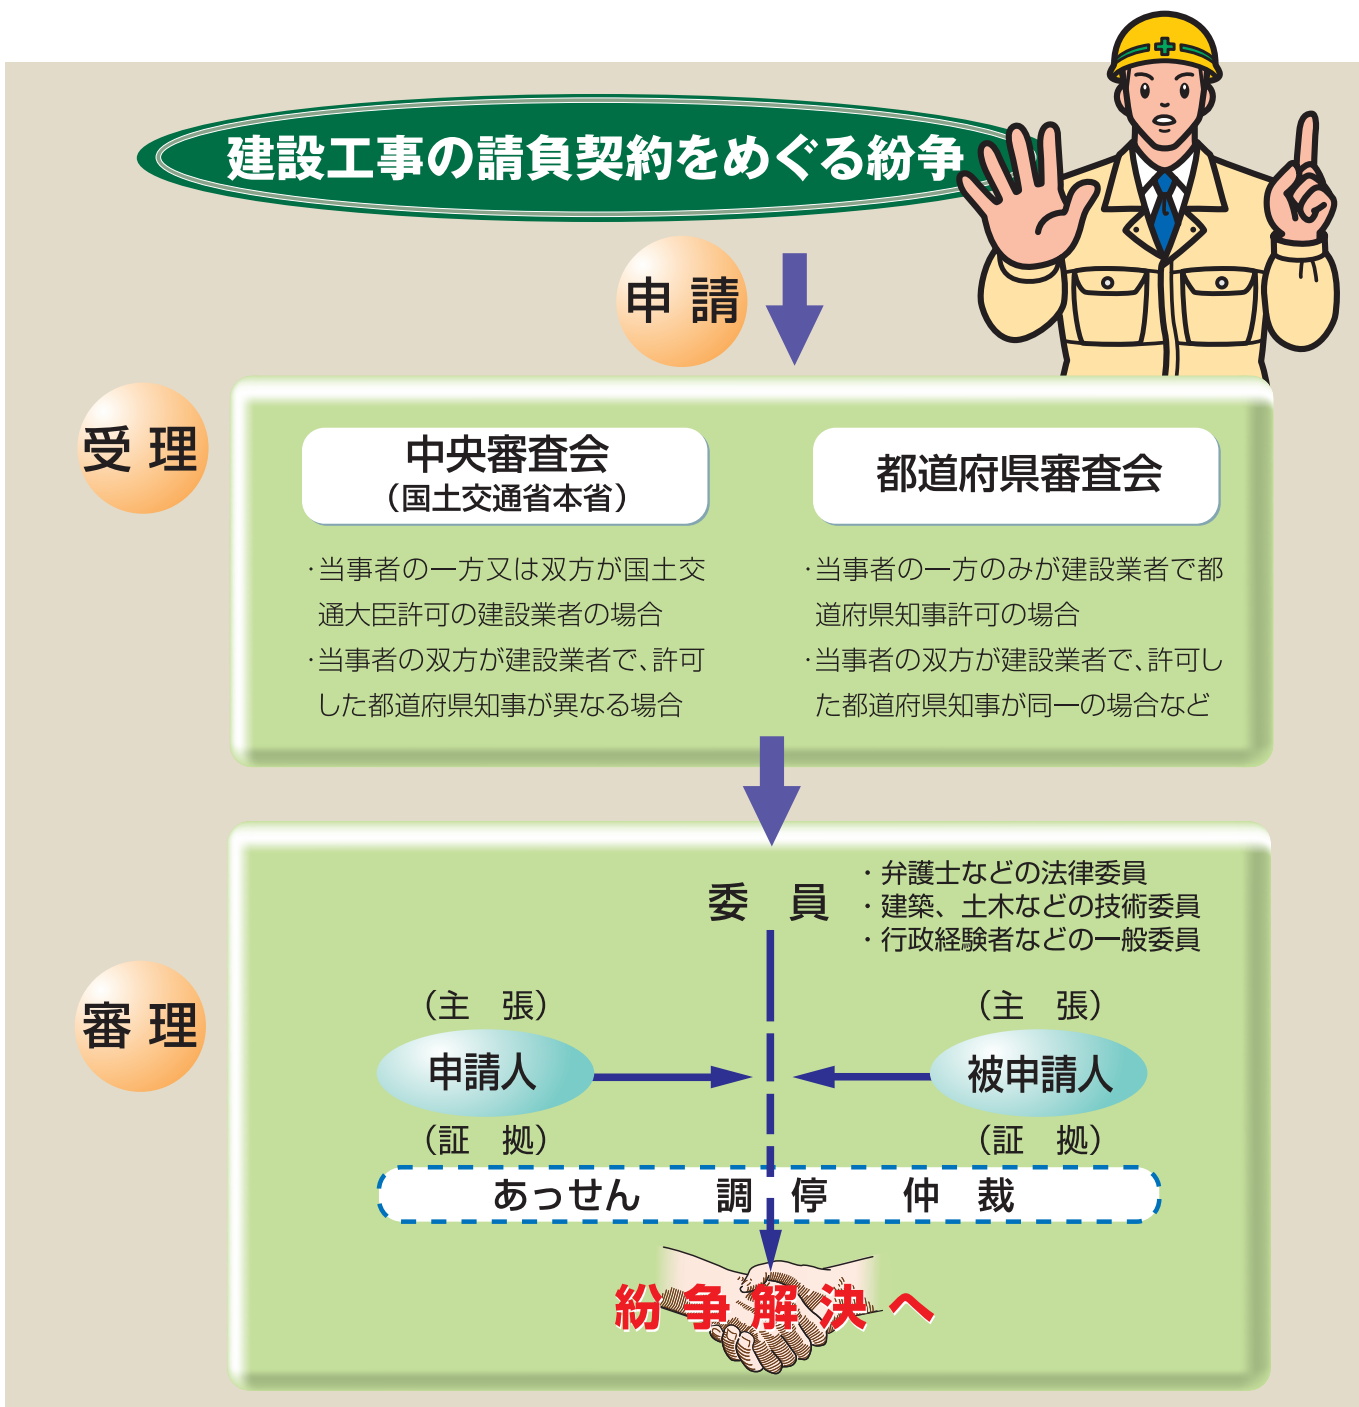 建設工事の請負契約をめぐる紛争
申請
受理
中央審査会
（国土交通省本省）
・当事者の一方又は双方が国土交
通大臣許可の建設業者の場合
・当事者の双方が建設業者で、許可
した都道府県知事が異なる場合
都道府県審査会
・当事者の一方のみが建設業者で都
道府県知事許可の場合
・当事者の双方が建設業者で、許可し
た都道府県知事が同一の場合など
審理
委　員
・弁護士などの法律委員
・建築、土木などの技術委員
・行政経験者などの一般委員
（主　張）
申請人
（証　拠）
（主　張）
被申請人
（証　拠）
あっせん　調　停　仲　裁
紛争解決へ